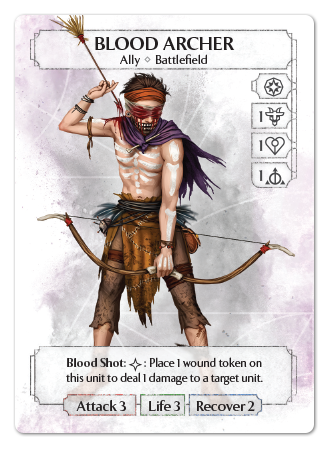 BLOOD ARCHER
Ally ⟡ Battlefield
1
1
1
Blood Shot: ✧ : Place 1 wound token on
this unit to deal 1 damage to a target unit.
Attack 3 Life 3 Recover 2